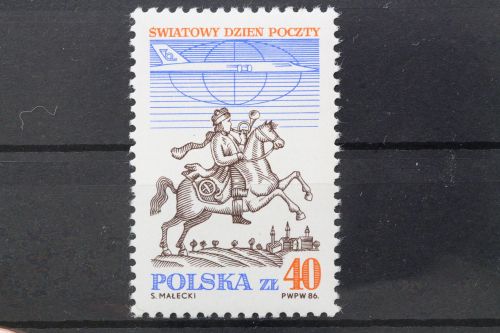 ŚWIATOWY DZIEŃ POCZTY
POLSKA ZŁ 40
S. MAŁECKI PWPW 86.